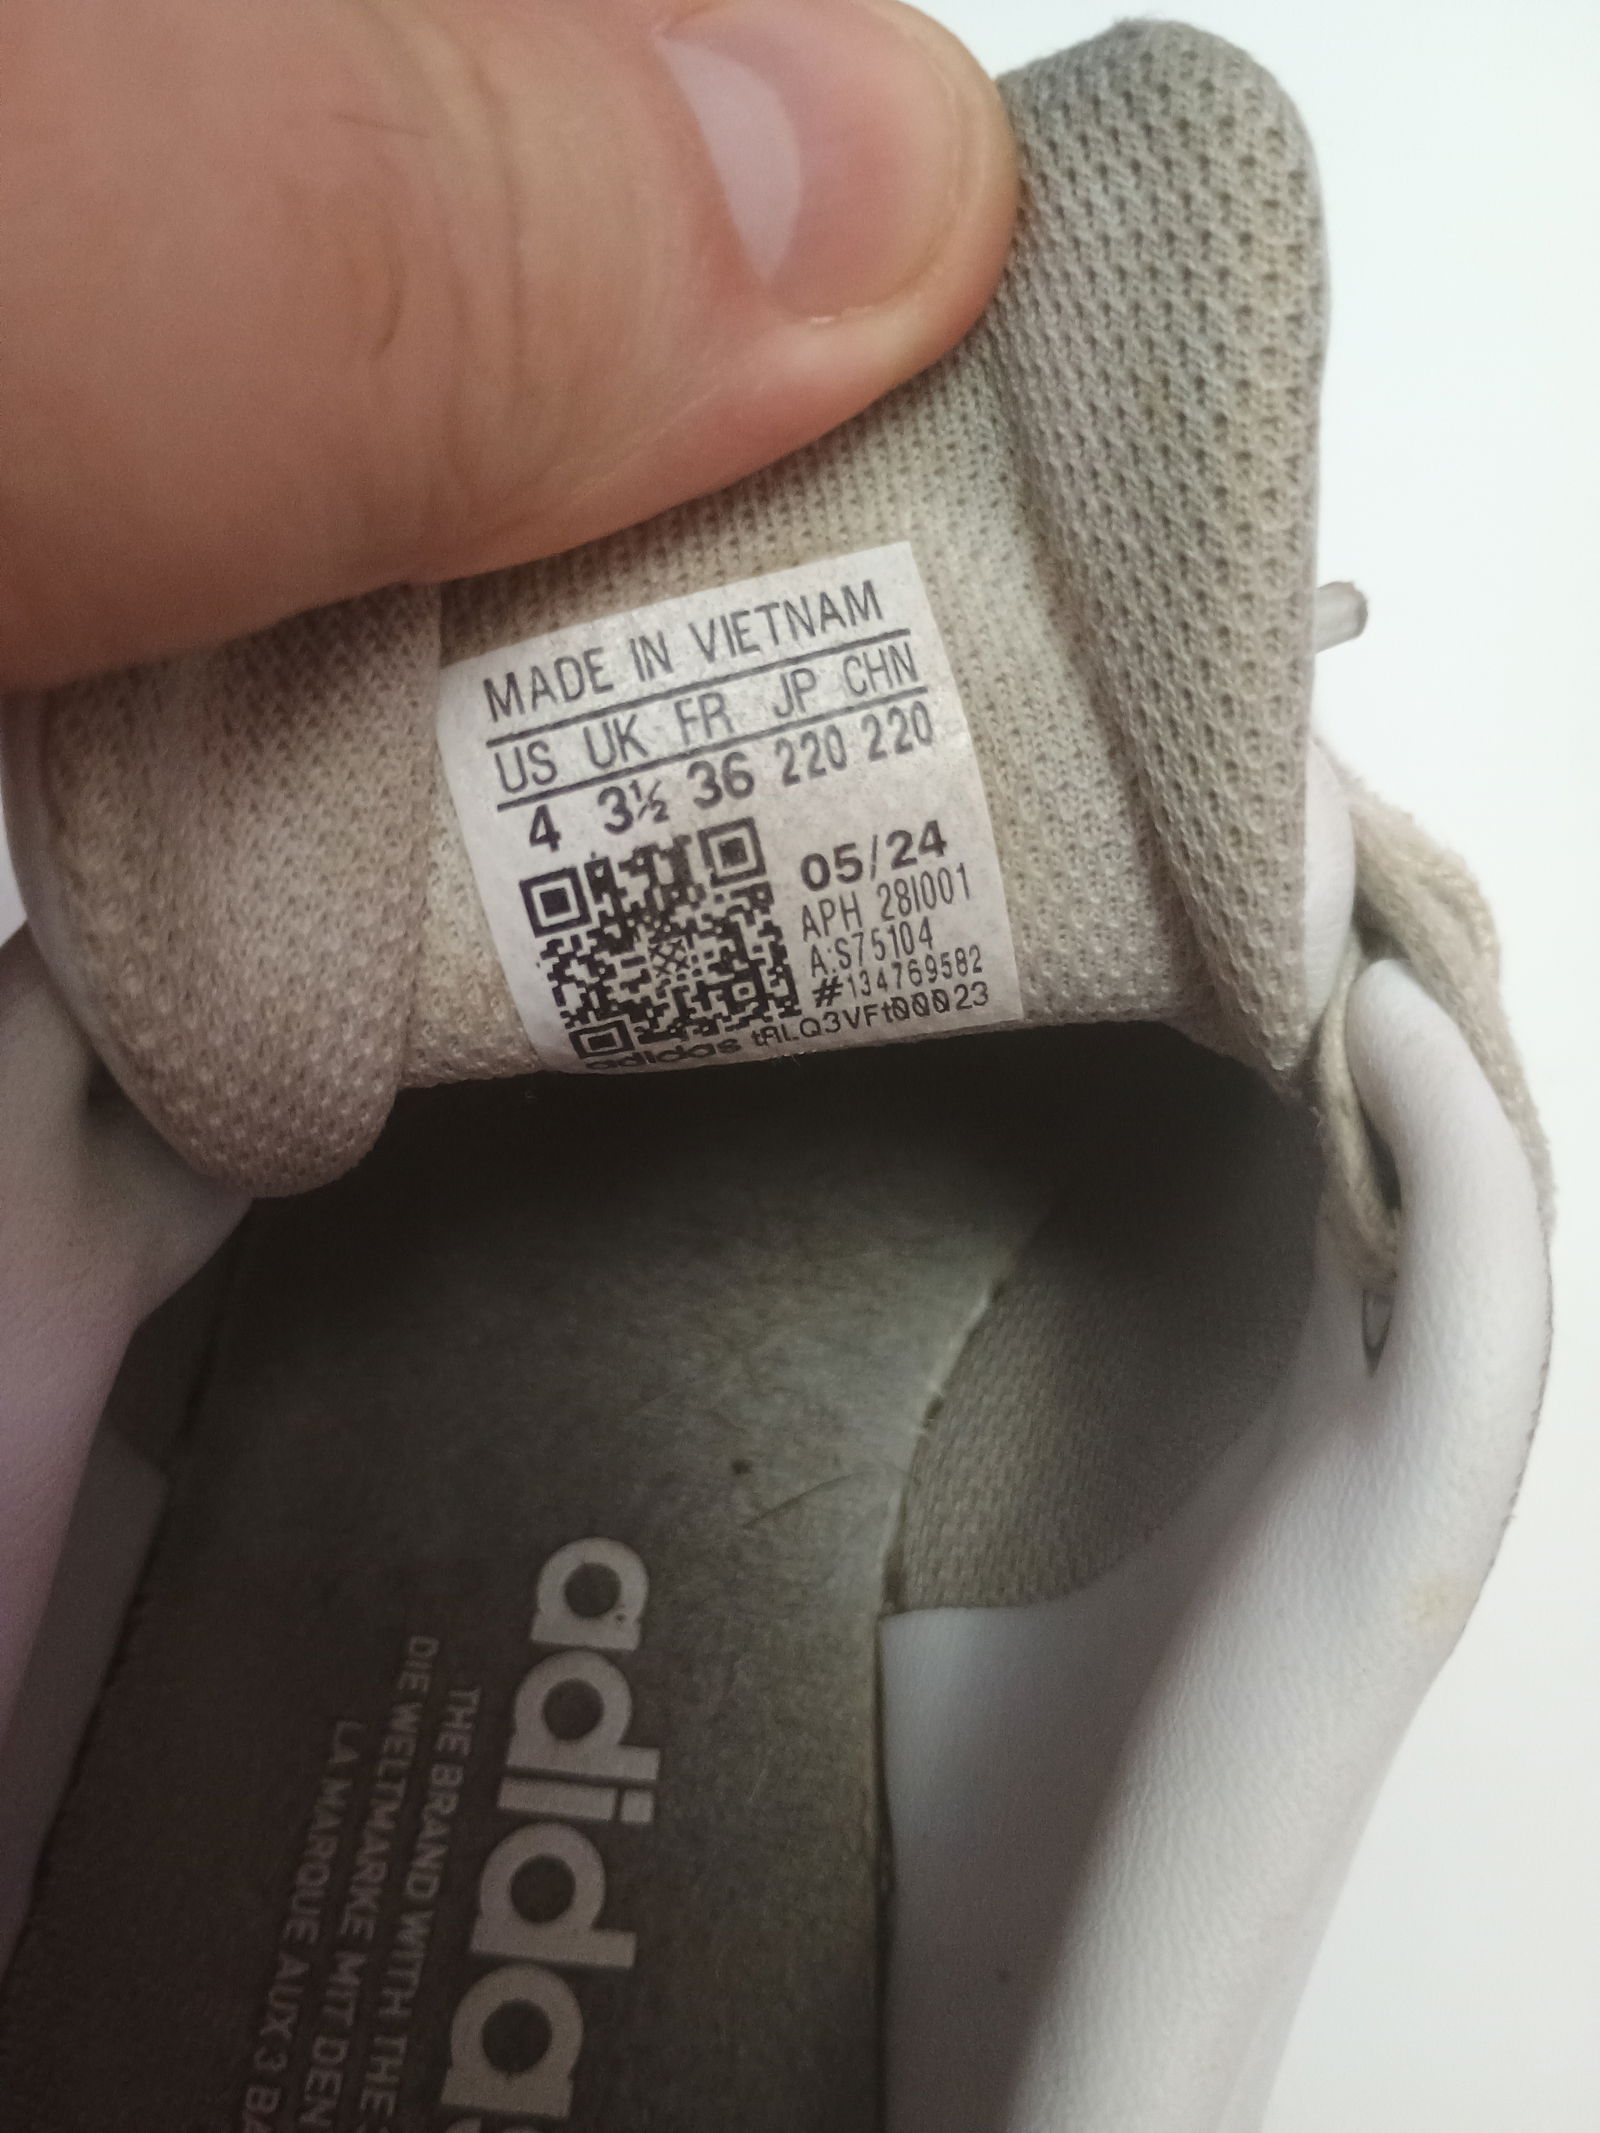 MADE IN VIETNAM
US UK FR JP CHN
4 3½ 36 220 220
05/24
APH 28I001
A:S75104
#134769582
adidas tALQ3VFt00023
adidas
THE BRAND WITH THE
DIE WELTMARKE MIT DEN
LA MARQUE AUX 3